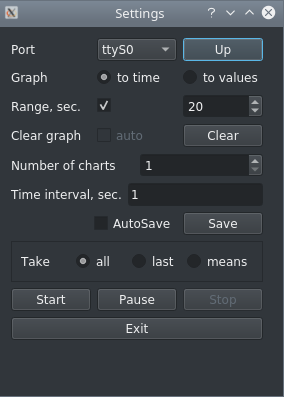 Settings
Port ttyS0 Up
Graph to time to values
Range, sec. 20
Clear graph auto Clear
Number of charts 1
Time interval, sec. 1
AutoSave Save
Take all last means
Start Pause Stop
Exit